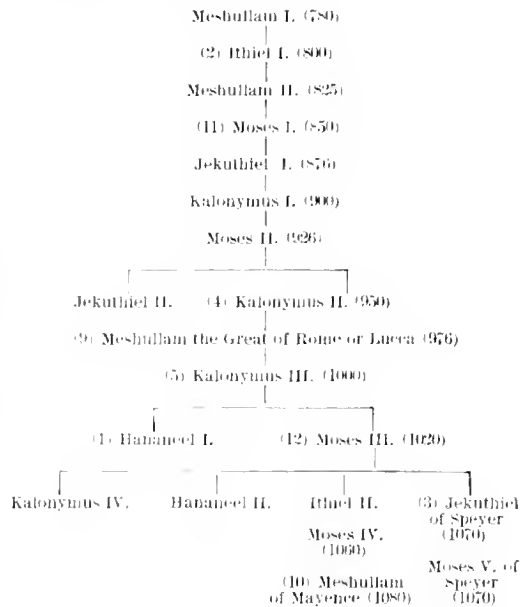 Meshullam I. (780)
(2) Ithiel I. (800)
Meshullam II. (825)
(11) Moses I. (850)
Jekuthiel I. (876)
Kalonymus I. (900)
Moses II. (926)
Jekuthiel II. (4) Kalonymus II. (950)
(9) Meshullam the Great of Rome or Lucca (976)
(5) Kalonymus III. (1000)
(1) Hananeel I. (12) Moses III. (1020)
Kalonymus IV. Hananeel II. Ithiel II. (3) Jekuthiel
of Speyer
(1070)
Moses IV.
(1060)
Moses V. of
Speyer
(1070)
(10) Meshullam
of Mayence (1080)